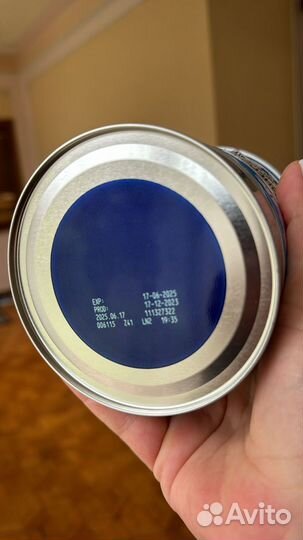 EXP: 17-06-2025
PROD: 17-12-2023
2025.06.17 111327322
006115 Z41 LN2 19:35
Avito